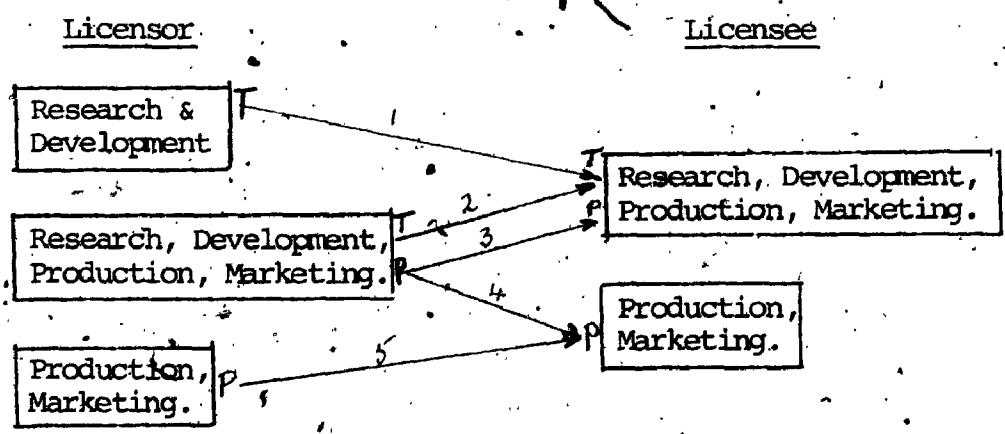 Licensor
Licensee
Research &
Development
T
1
T
Research, Development,
Production, Marketing.
P
T
2
Research, Development,
Production, Marketing.
P
3
4
Production,
Marketing.
P
5
Production,
Marketing.
P